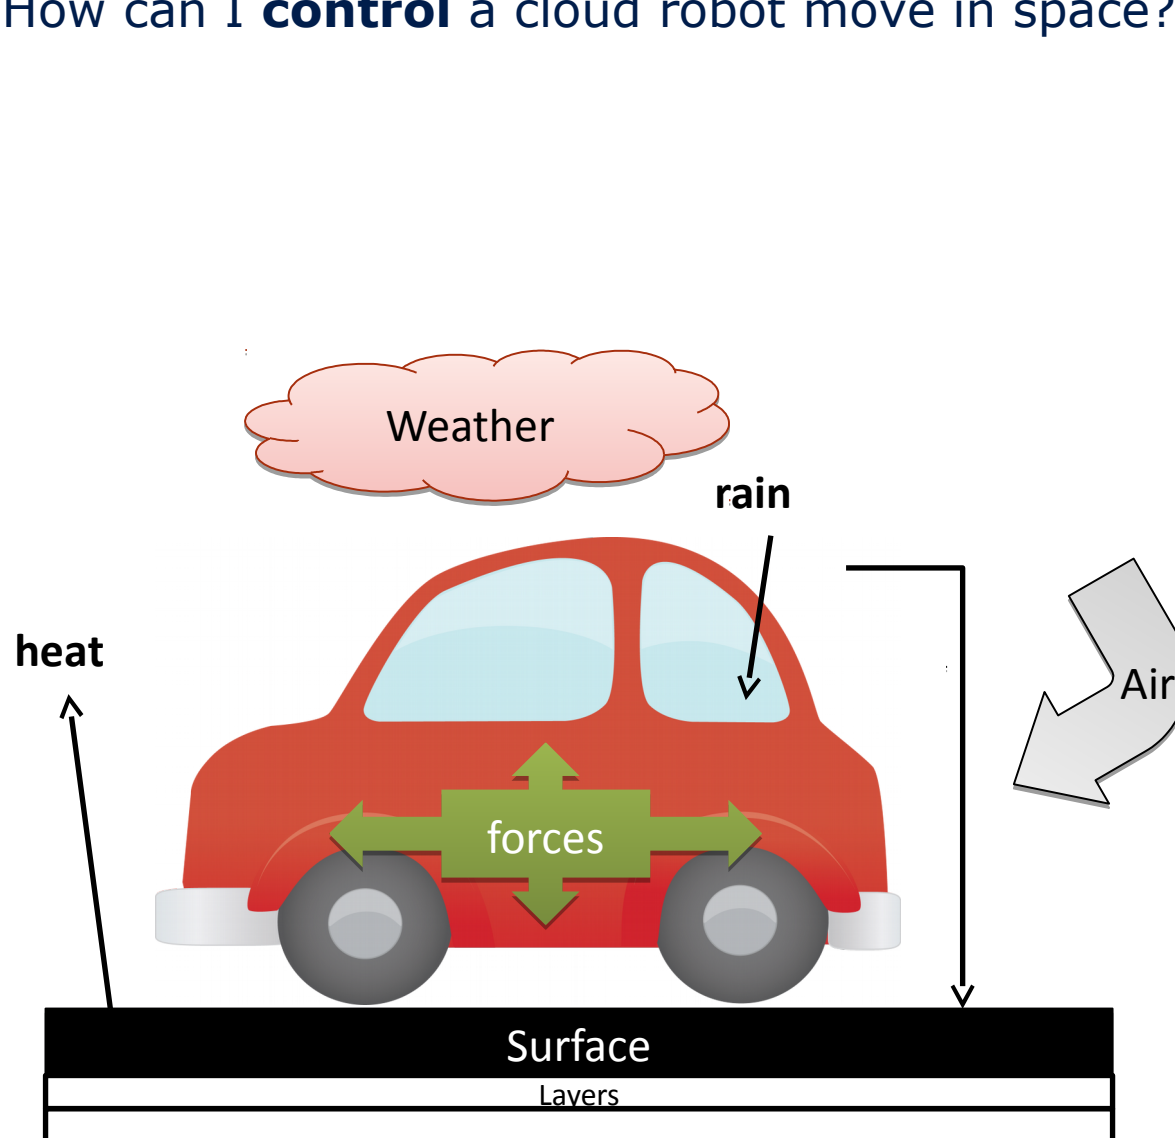 How can I control a cloud robot move in space?
Weather
rain
heat
Air
forces
Surface
Layers